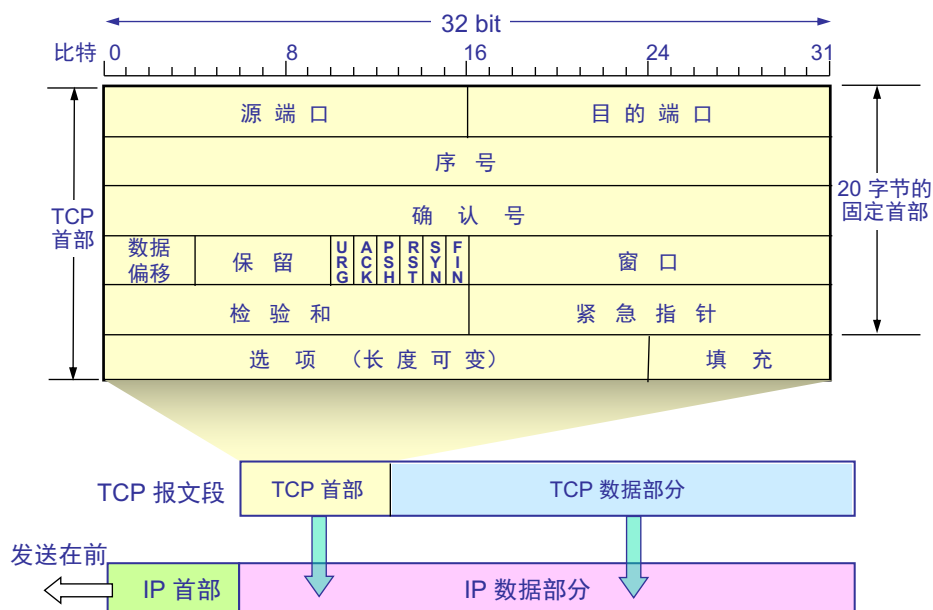 32 bit
比特 0 8 16 24 31
源端口 目的端口
序号
确认号
TCP
首部
20 字节的
固定首部
数据
偏移
保留
URG
ACK
PSH
RST
SYN
FIN
窗口
检验和 紧急指针
选项 （长度可变） 填充
TCP 报文段 TCP 首部 TCP 数据部分
发送在前
IP 首部 IP 数据部分